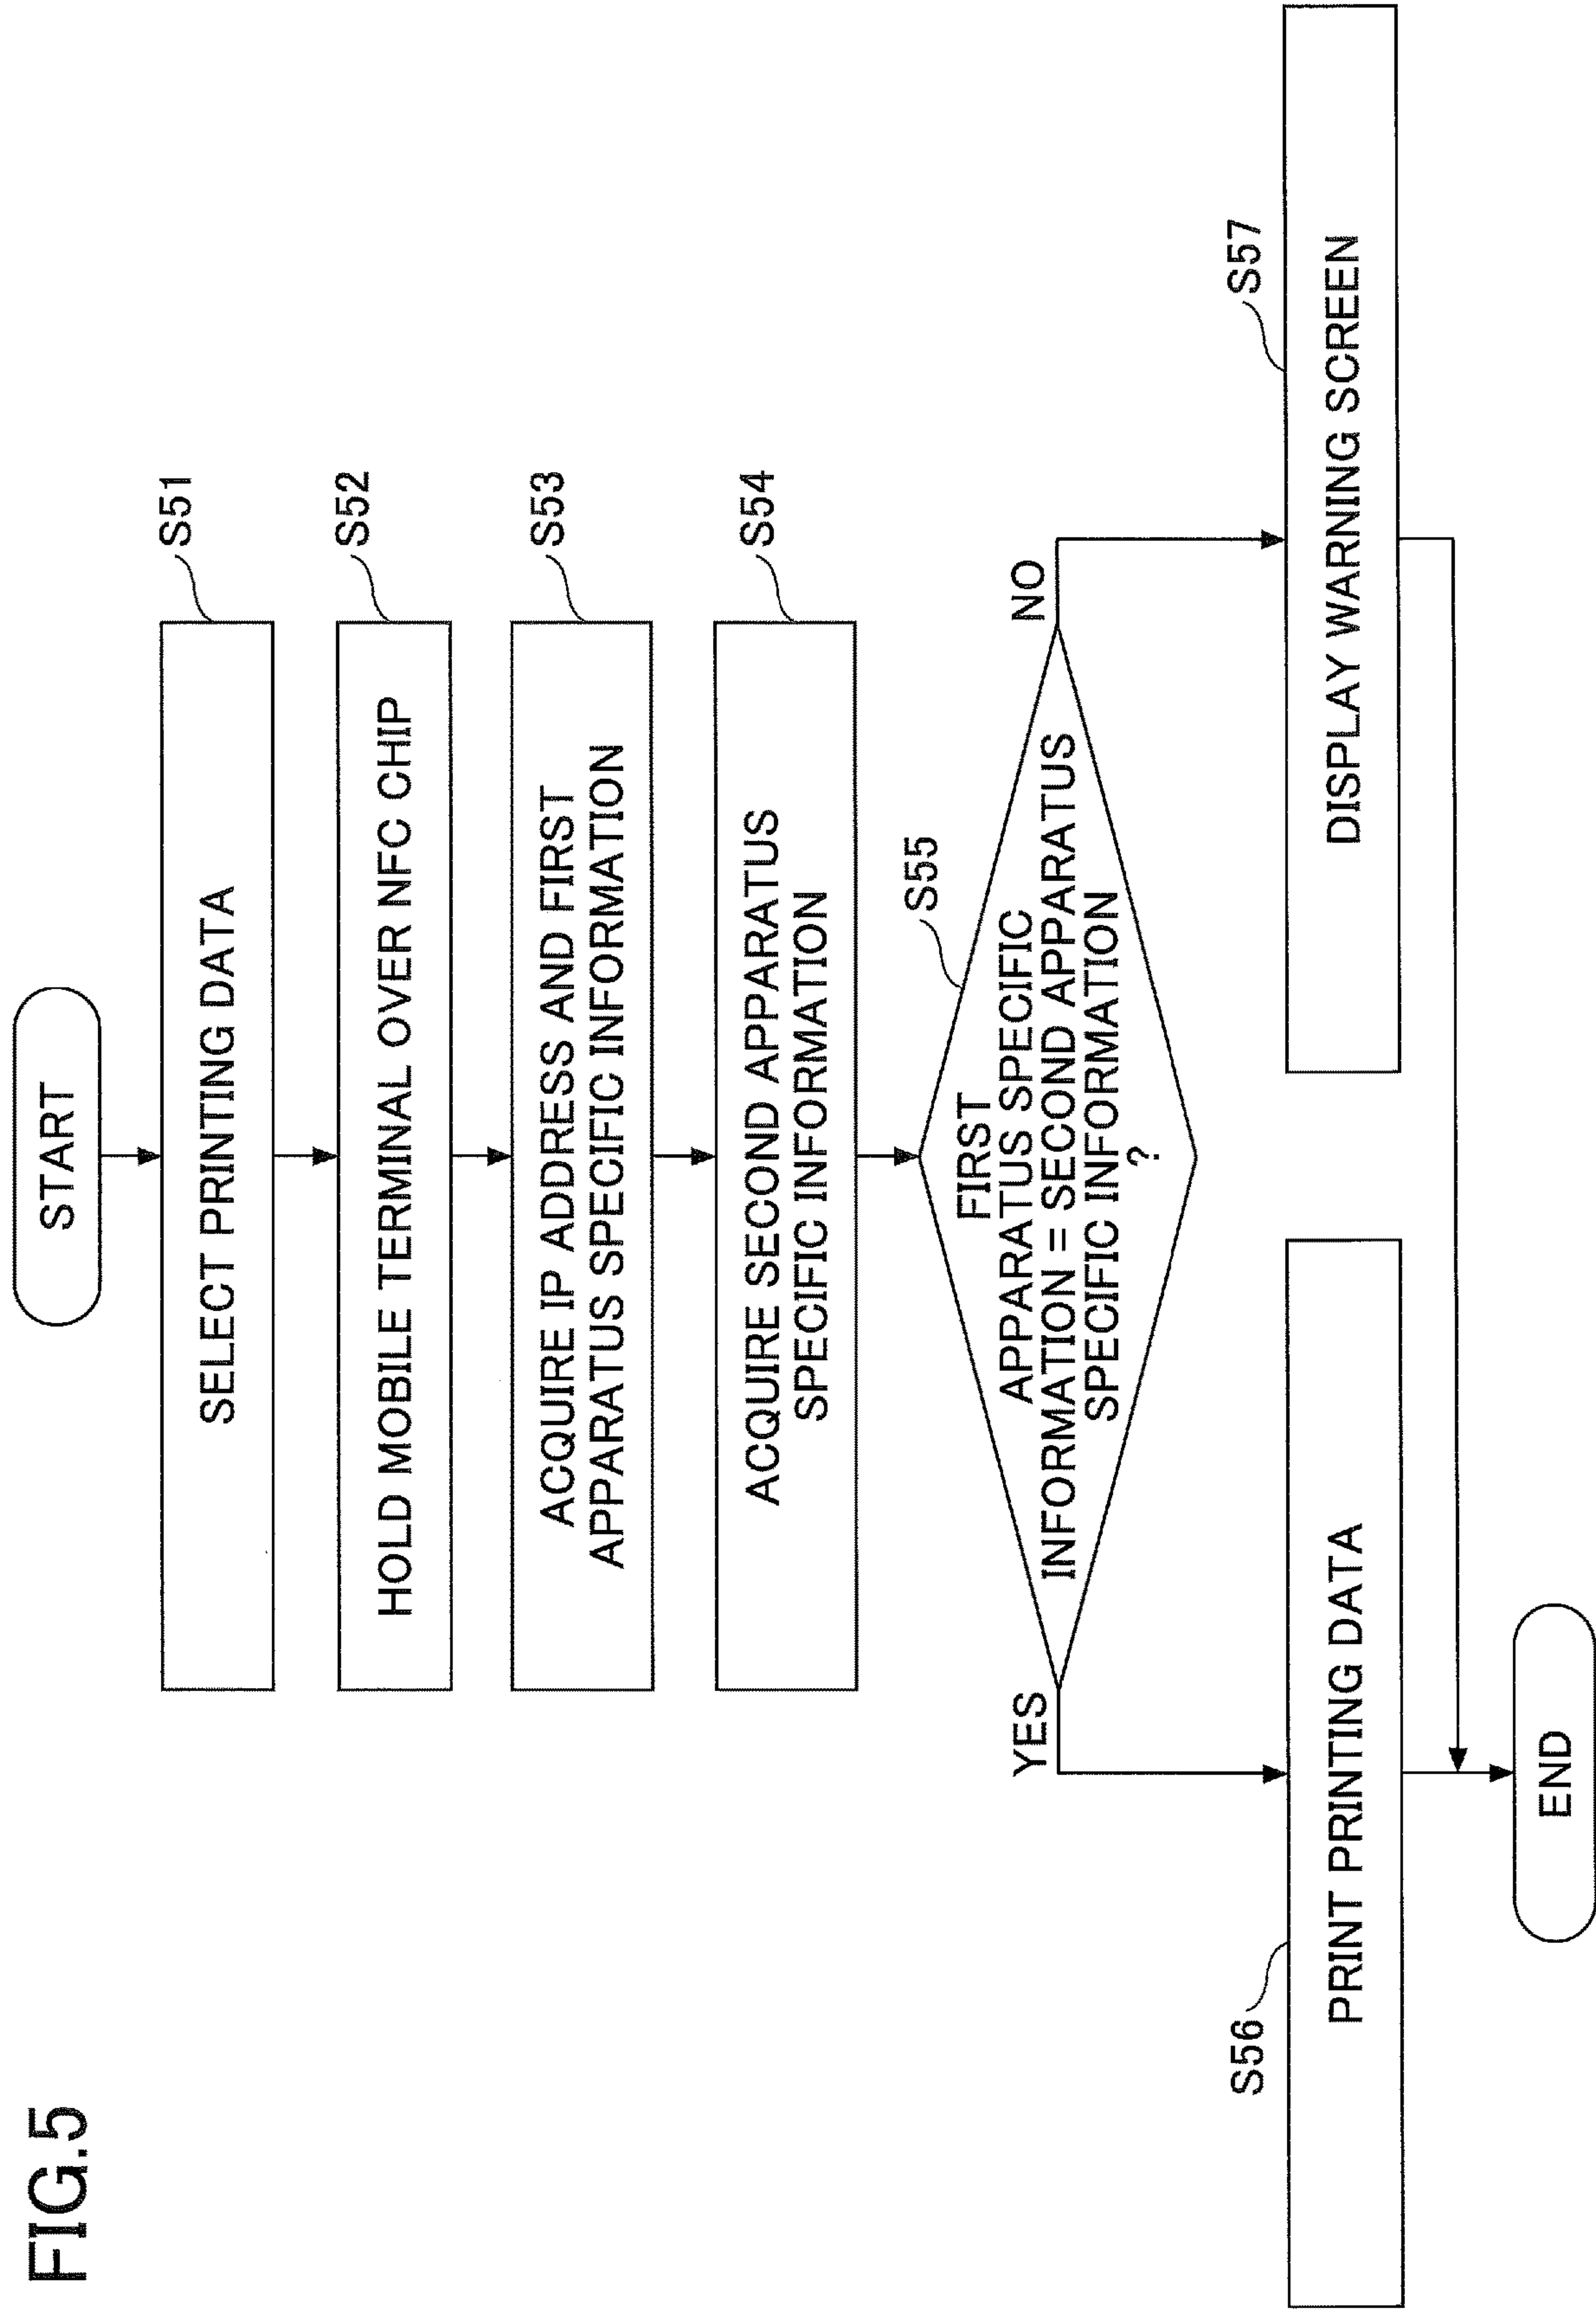 FIG.5
START
S51
SELECT PRINTING DATA
S52
HOLD MOBILE TERMINAL OVER NFC CHIP
S53
ACQUIRE IP ADDRESS AND FIRST
APPARATUS SPECIFIC INFORMATION
S54
ACQUIRE SECOND APPARATUS
SPECIFIC INFORMATION
S55
FIRST
APPARATUS SPECIFIC
INFORMATION = SECOND APPARATUS
SPECIFIC INFORMATION
?
YES
NO
S56
PRINT PRINTING DATA
S57
DISPLAY WARNING SCREEN
END